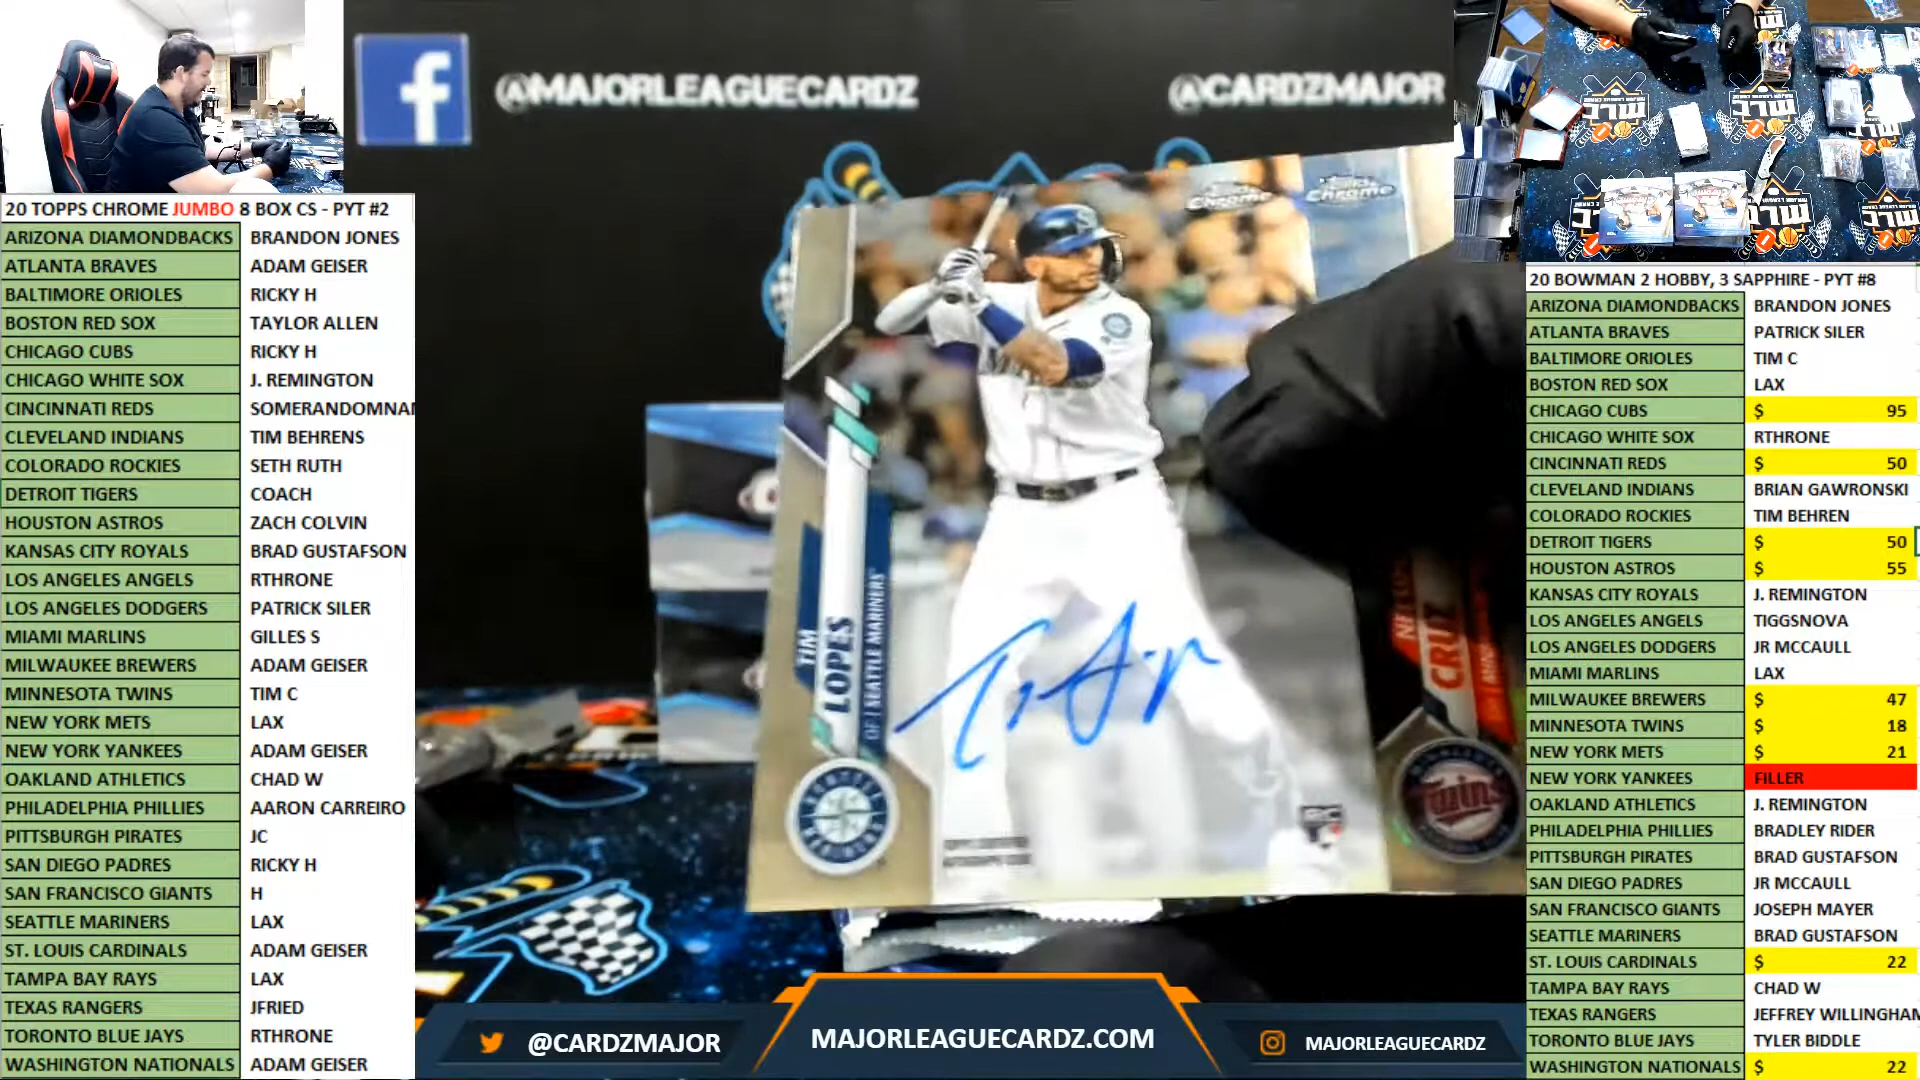 @MAJORLEAGUECARDZ
@CARDZMAJOR
20 TOPPS CHROME JUMBO 8 BOX CS - PYT #2
ARIZONA DIAMONDBACKS BRANDON JONES
ATLANTA BRAVES ADAM GEISER
BALTIMORE ORIOLES RICKY H
BOSTON RED SOX TAYLOR ALLEN
CHICAGO CUBS RICKY H
CHICAGO WHITE SOX J. REMINGTON
CINCINNATI REDS SOMERANDOMNA
CLEVELAND INDIANS TIM BEHRENS
COLORADO ROCKIES SETH RUTH
DETROIT TIGERS COACH
HOUSTON ASTROS ZACH COLVIN
KANSAS CITY ROYALS BRAD GUSTAFSON
LOS ANGELES ANGELS RTHRONE
LOS ANGELES DODGERS PATRICK SILER
MIAMI MARLINS GILLES S
MILWAUKEE BREWERS ADAM GEISER
MINNESOTA TWINS TIM C
NEW YORK METS LAX
NEW YORK YANKEES ADAM GEISER
OAKLAND ATHLETICS CHAD W
PHILADELPHIA PHILLIES AARON CARREIRO
PITTSBURGH PIRATES JC
SAN DIEGO PADRES RICKY H
SAN FRANCISCO GIANTS H
SEATTLE MARINERS LAX
ST. LOUIS CARDINALS ADAM GEISER
TAMPA BAY RAYS LAX
TEXAS RANGERS JFRIED
TORONTO BLUE JAYS RTHRONE
WASHINGTON NATIONALS ADAM GEISER
Chrome
Chrome
TIM
LOPES
OF | SEATTLE MARINERS
RC
CRUZ
Twins
@CARDZMAJOR
MAJORLEAGUECARDZ.COM
MAJORLEAGUECARDZ
20 BOWMAN 2 HOBBY, 3 SAPPHIRE - PYT #8
ARIZONA DIAMONDBACKS BRANDON JONES
ATLANTA BRAVES PATRICK SILER
BALTIMORE ORIOLES TIM C
BOSTON RED SOX LAX
CHICAGO CUBS $ 95
CHICAGO WHITE SOX RTHRONE
CINCINNATI REDS $ 50
CLEVELAND INDIANS BRIAN GAWRONSKI
COLORADO ROCKIES TIM BEHREN
DETROIT TIGERS $ 50
HOUSTON ASTROS $ 55
KANSAS CITY ROYALS J. REMINGTON
LOS ANGELES ANGELS TIGGSNOVA
LOS ANGELES DODGERS JR MCCAULL
MIAMI MARLINS LAX
MILWAUKEE BREWERS $ 47
MINNESOTA TWINS $ 18
NEW YORK METS $ 21
NEW YORK YANKEES FILLER
OAKLAND ATHLETICS J. REMINGTON
PHILADELPHIA PHILLIES BRADLEY RIDER
PITTSBURGH PIRATES BRAD GUSTAFSON
SAN DIEGO PADRES JR MCCAULL
SAN FRANCISCO GIANTS JOSEPH MAYER
SEATTLE MARINERS BRAD GUSTAFSON
ST. LOUIS CARDINALS $ 22
TAMPA BAY RAYS CHAD W
TEXAS RANGERS JEFFREY WILLINGHAM
TORONTO BLUE JAYS TYLER BIDDLE
WASHINGTON NATIONALS $ 22